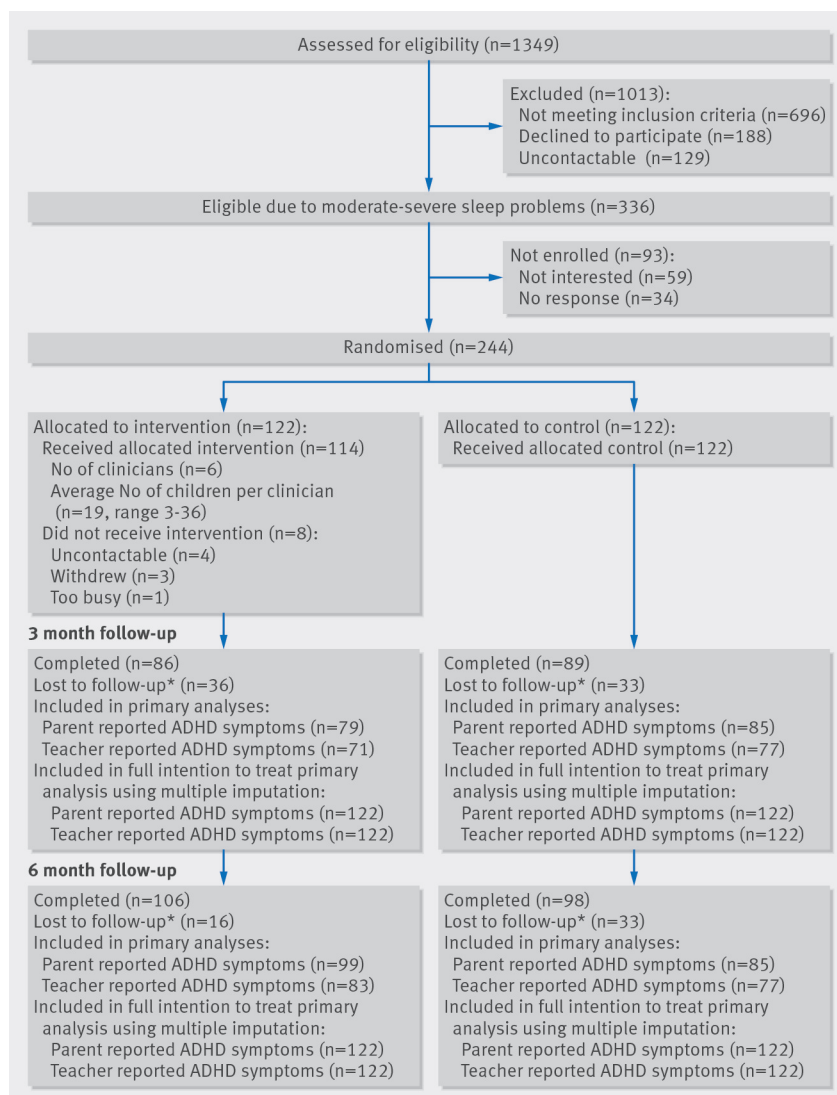 Assessed for eligibility (n=1349)
Excluded (n=1013):
Not meeting inclusion criteria (n=696)
Declined to participate (n=188)
Uncontactable (n=129)
Eligible due to moderate-severe sleep problems (n=336)
Not enrolled (n=93):
Not interested (n=59)
No response (n=34)
Randomised (n=244)
Allocated to intervention (n=122):
Received allocated intervention (n=114)
No of clinicians (n=6)
Average No of children per clinician
(n=19, range 3-36)
Did not receive intervention (n=8):
Uncontactable (n=4)
Withdrew (n=3)
Too busy (n=1)
Allocated to control (n=122):
Received allocated control (n=122)
3 month follow-up
Completed (n=86)
Lost to follow-up* (n=36)
Included in primary analyses:
Parent reported ADHD symptoms (n=79)
Teacher reported ADHD symptoms (n=71)
Included in full intention to treat primary
analysis using multiple imputation:
Parent reported ADHD symptoms (n=122)
Teacher reported ADHD symptoms (n=122)
Completed (n=89)
Lost to follow-up* (n=33)
Included in primary analyses:
Parent reported ADHD symptoms (n=85)
Teacher reported ADHD symptoms (n=77)
Included in full intention to treat primary
analysis using multiple imputation:
Parent reported ADHD symptoms (n=122)
Teacher reported ADHD symptoms (n=122)
6 month follow-up
Completed (n=106)
Lost to follow-up* (n=16)
Included in primary analyses:
Parent reported ADHD symptoms (n=99)
Teacher reported ADHD symptoms (n=83)
Included in full intention to treat primary
analysis using multiple imputation:
Parent reported ADHD symptoms (n=122)
Teacher reported ADHD symptoms (n=122)
Completed (n=98)
Lost to follow-up* (n=33)
Included in primary analyses:
Parent reported ADHD symptoms (n=85)
Teacher reported ADHD symptoms (n=77)
Included in full intention to treat primary
analysis using multiple imputation:
Parent reported ADHD symptoms (n=122)
Teacher reported ADHD symptoms (n=122)